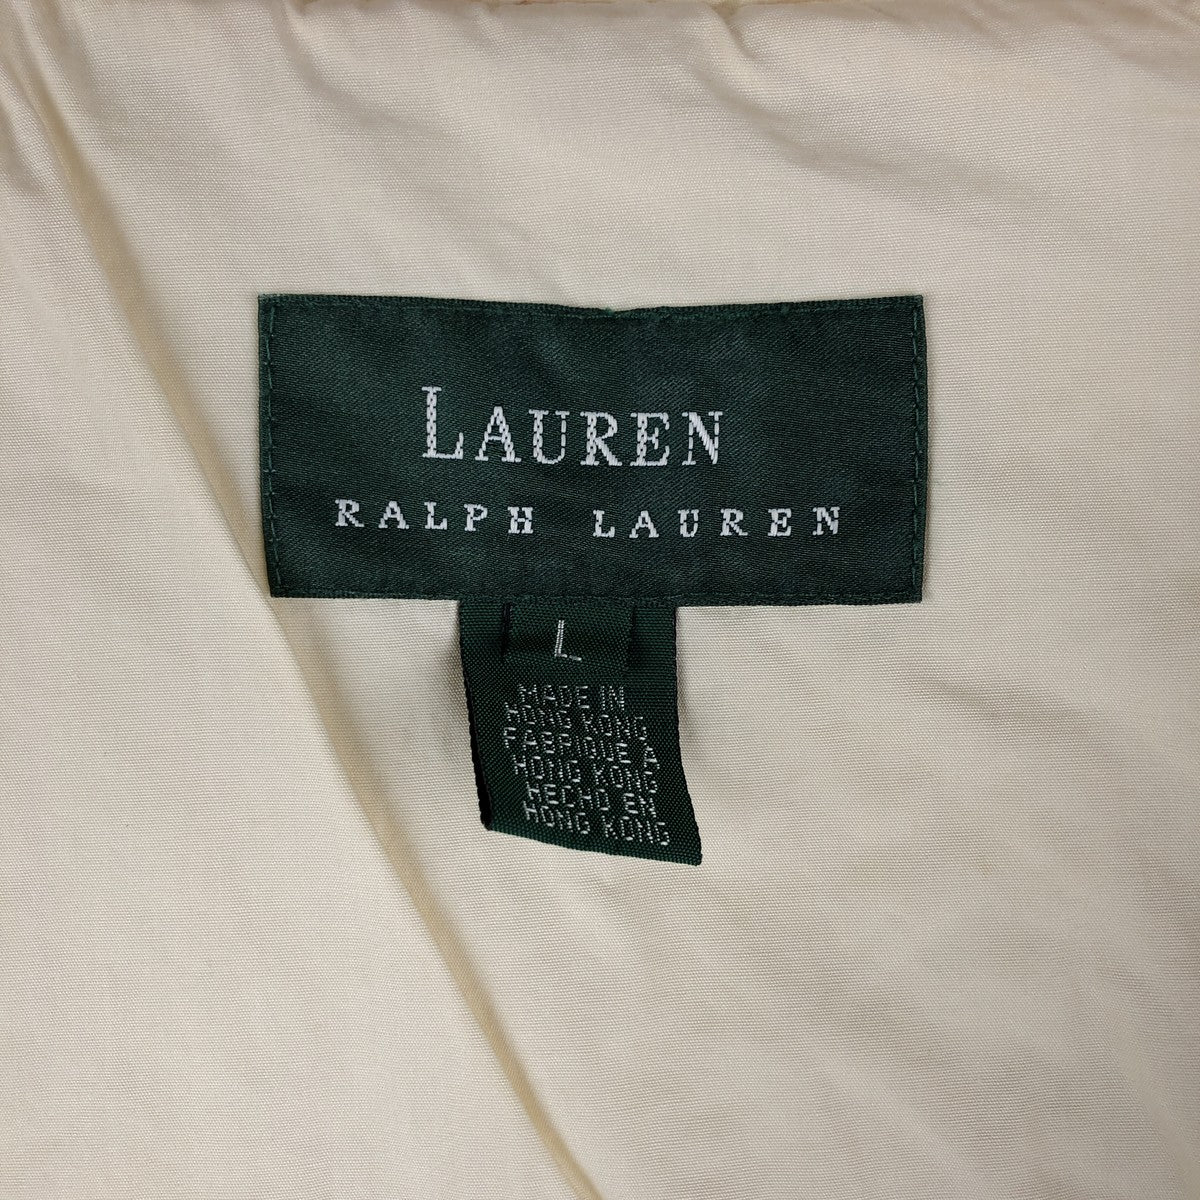 LAUREN
RALPH LAUREN
L
MADE IN
HONG KONG
FABRIQUE A
HONG KONG
HECHO EN
HONG KONG